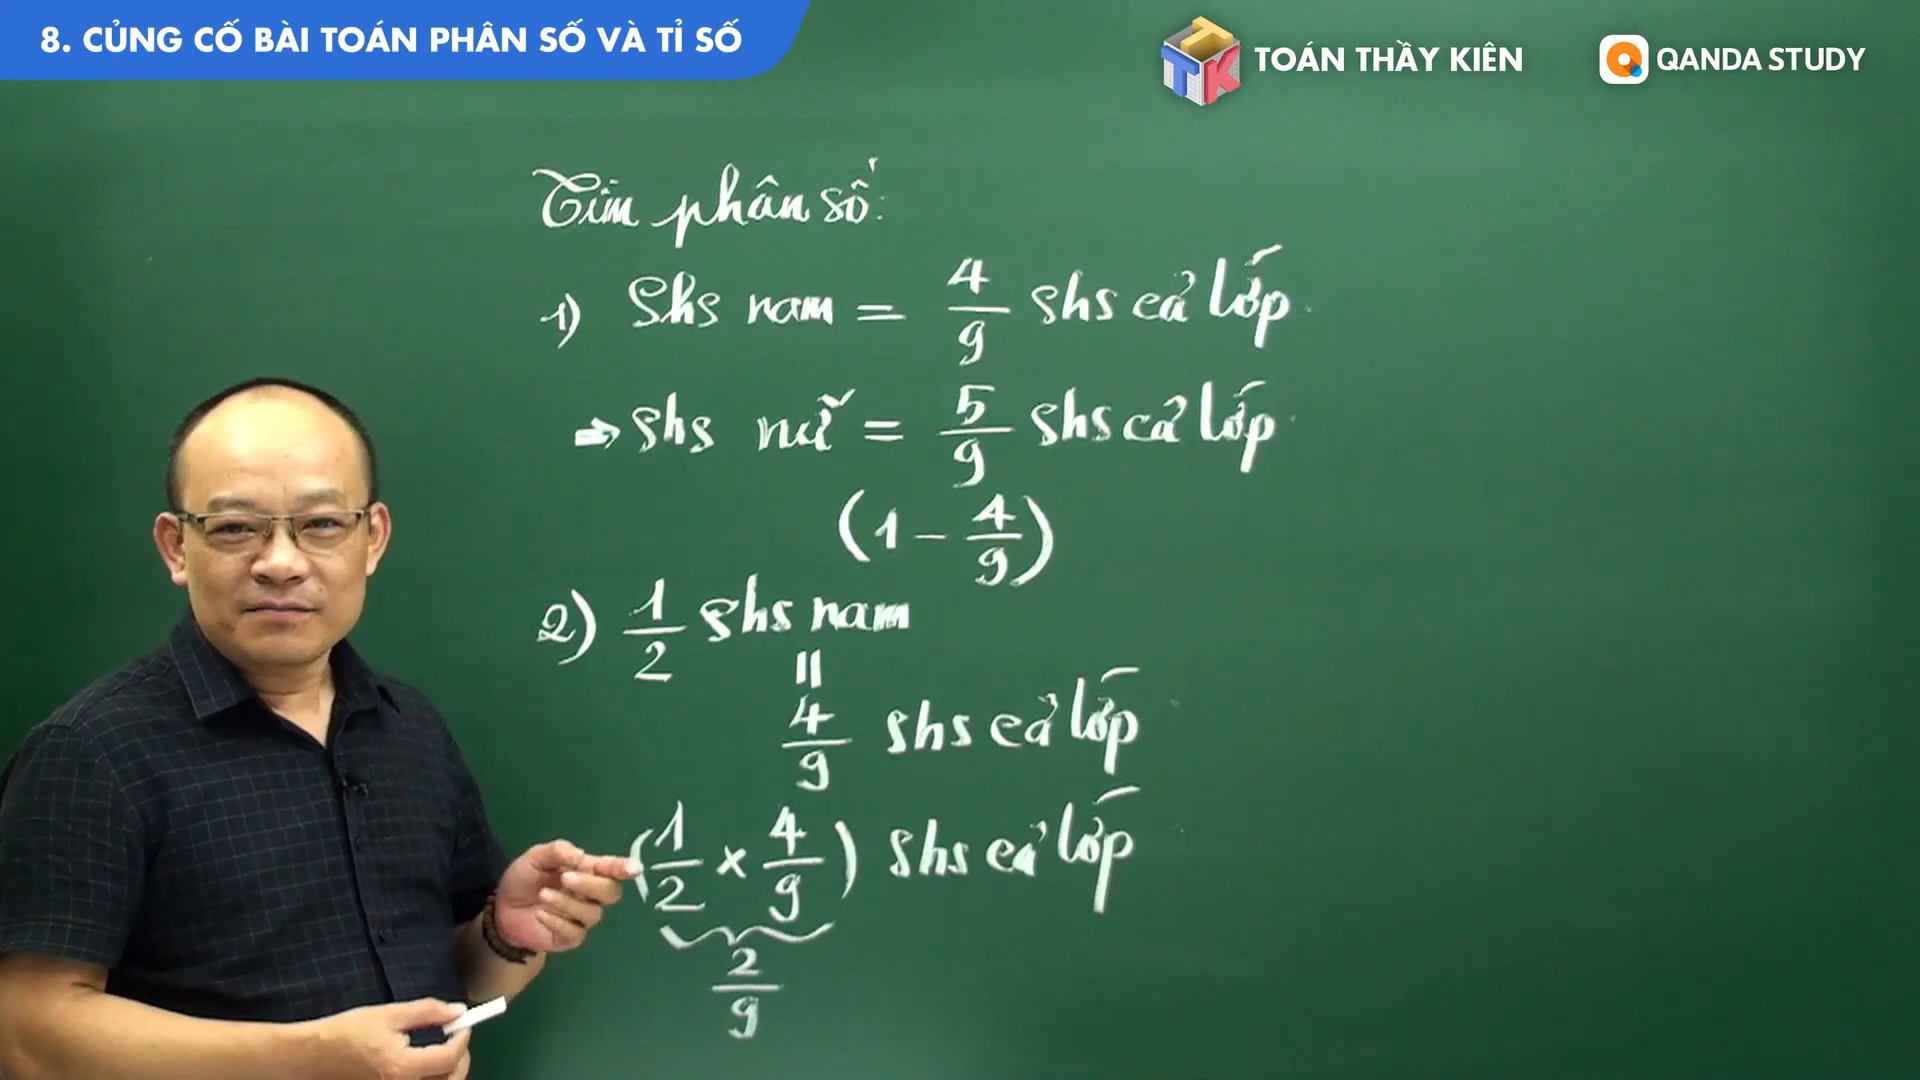 8. CỦNG CỐ BÀI TOÁN PHÂN SỐ VÀ TỈ SỐ
TTK TOÁN THẦY KIÊN
QANDA STUDY
Tìm phân số:
1) Shs nam = 4/9 shs cả lớp.
⇒ shs nữ = 5/9 shs cả lớp.
(1 - 4/9)
2) 1/2 shs nam
=
4/9 shs cả lớp
(1/2 x 4/9) shs cả lớp
2/9